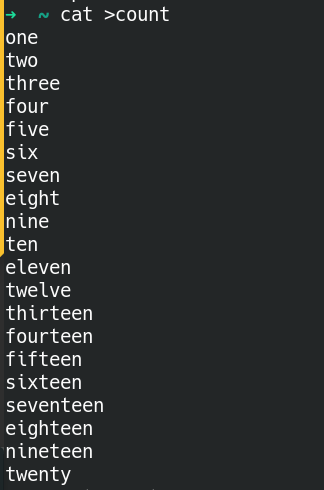 ➜ ~ cat >count
one
two
three
four
five
six
seven
eight
nine
ten
eleven
twelve
thirteen
fourteen
fifteen
sixteen
seventeen
eighteen
nineteen
twenty